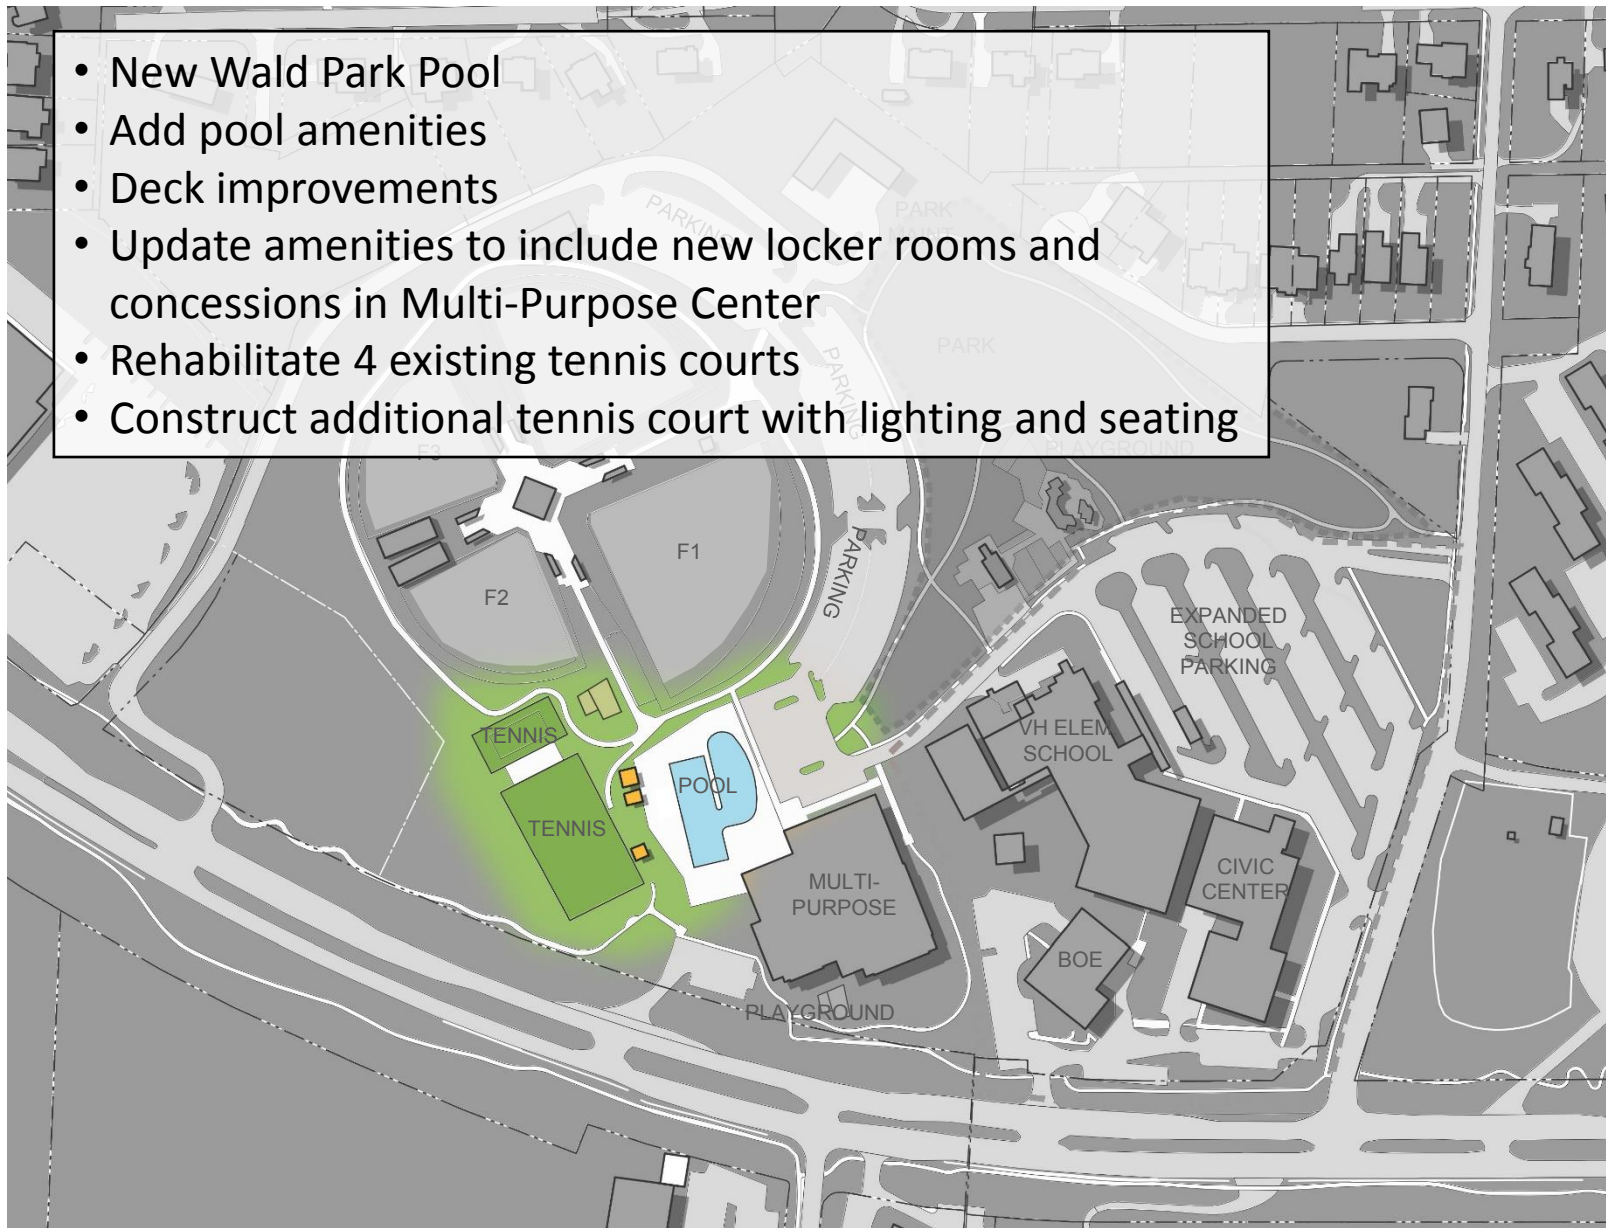 • New Wald Park Pool
• Add pool amenities
• Deck improvements
• Update amenities to include new locker rooms and
concessions in Multi-Purpose Center
• Rehabilitate 4 existing tennis courts
• Construct additional tennis court with lighting and seating
PARKING
PARK
MAINT.
PARKING
PARK
PLAYGROUND
F3
PARKING
F1
F2
EXPANDED
SCHOOL
PARKING
TENNIS
VH ELEM.
SCHOOL
POOL
TENNIS
MULTI-
PURPOSE
CIVIC
CENTER
BOE
PLAYGROUND